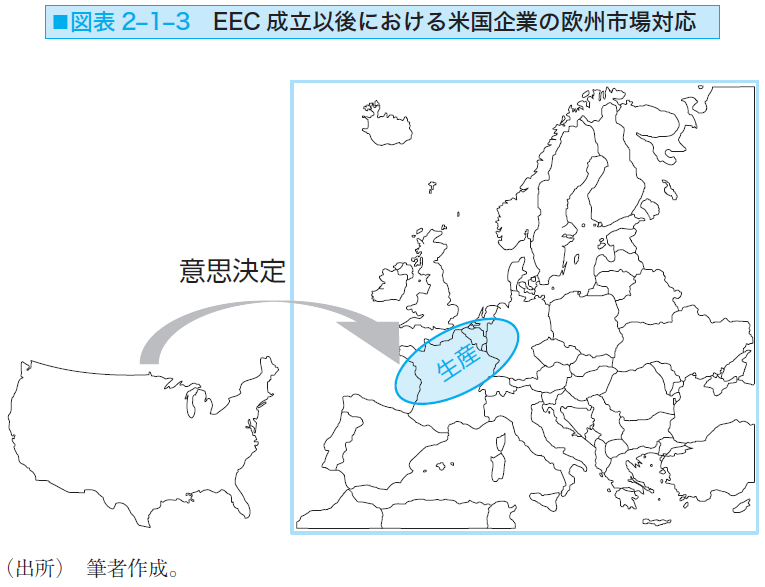 ■図表 2–1–3 EEC 成立以後における米国企業の欧州市場対応
意思決定
生産
（出所） 筆者作成。